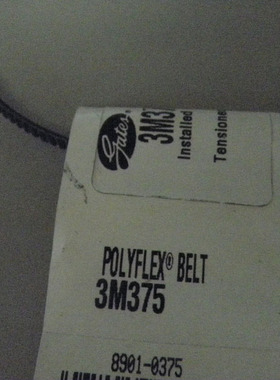 Gates®
3M37
Installed
Tensione
POLYFLEX® BELT
3M375
8901-0375